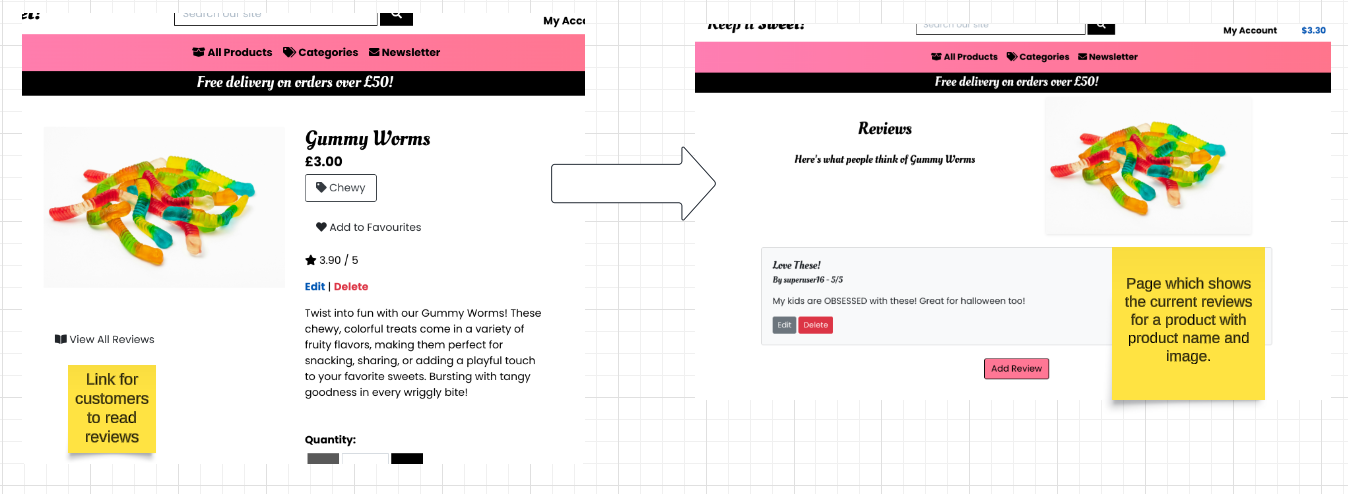 Search our site
My Acco
All Products Categories Newsletter
Free delivery on orders over £50!
Gummy Worms
£3.00
Chewy
Add to Favourites
3.90 / 5
Edit | Delete
Twist into fun with our Gummy Worms! These
chewy, colorful treats come in a variety of
fruity flavors, making them perfect for
snacking, sharing, or adding a playful touch
to your favorite sweets. Bursting with tangy
goodness in every wriggly bite!
View All Reviews
Link for
customers
to read
reviews
Quantity:
Keep it Sweet!
Search our site
My Account
$3.30
All Products Categories Newsletter
Free delivery on orders over £50!
Reviews
Here's what people think of Gummy Worms
Love These!
By superuser16 - 5/5
My kids are OBSESSED with these! Great for halloween too!
Edit Delete
Add Review
Page which shows
the current reviews
for a product with
product name and
image.